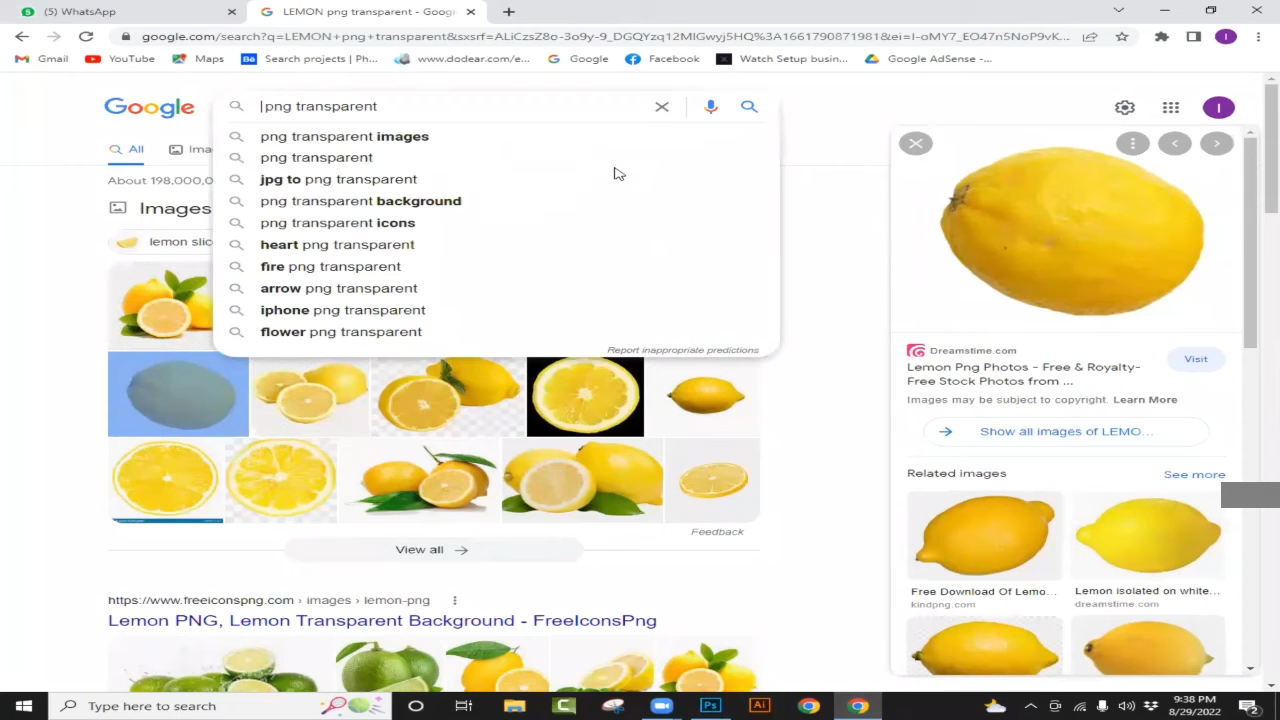 (5) WhatsApp
LEMON png transparent - Goog
google.com/search?q=LEMON+png+transparent&sxsrf=ALiCzsZ8o-3o9y-9_DGQYzq12MIGwyj5HQ%3A1661790871981&ei=I-oMY7_EO47n5NoP9vK...
Gmail
YouTube
Maps
Search projects | Ph...
www.dodear.com/e...
Google
Facebook
Watch Setup busin...
Google AdSense -...
Google
png transparent
I
png transparent images
png transparent
jpg to png transparent
png transparent background
png transparent icons
heart png transparent
fire png transparent
arrow png transparent
iphone png transparent
flower png transparent
Report inappropriate predictions
All
Ima
About 198,000,0
Images
lemon slic
Feedback
View all
https://www.freeiconspng.com › images › lemon-png
Lemon PNG, Lemon Transparent Background - FreeIconsPng
Dreamstime.com
Lemon Png Photos - Free & Royalty-
Free Stock Photos from ...
Visit
Images may be subject to copyright. Learn More
Show all images of LEMO...
Related images
See more
Free Download Of Lemo...
kindpng.com
Lemon isolated on white...
dreamstime.com
Type here to search
Ps
Ai
9:38 PM
8/29/2022
2